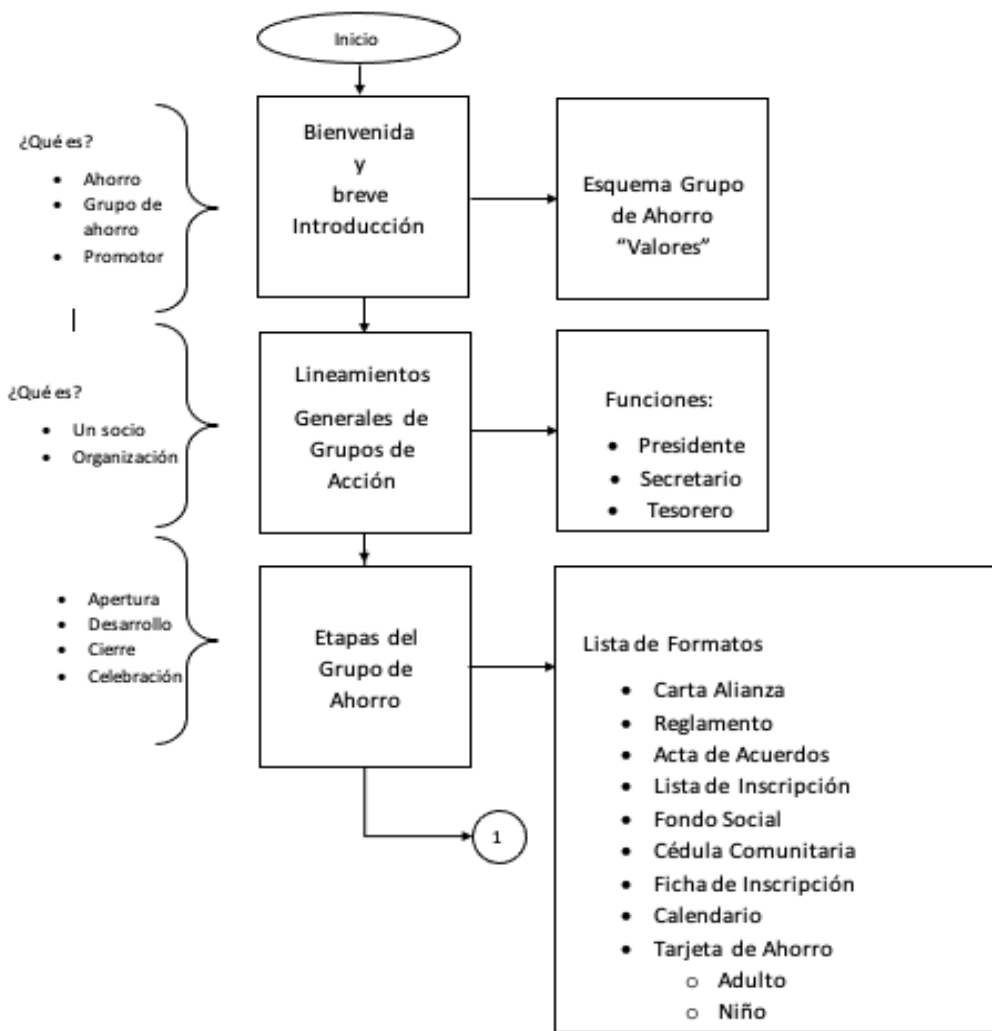 Inicio
¿Qué es?
• Ahorro
• Grupo de
ahorro
• Promotor
Bienvenida
y
breve
Introducción
Esquema Grupo
de Ahorro
“Valores”
¿Qué es?
• Un socio
• Organización
Lineamientos
Generales de
Grupos de
Acción
Funciones:
• Presidente
• Secretario
• Tesorero
• Apertura
• Desarrollo
• Cierre
• Celebración
Etapas del
Grupo de
Ahorro
Lista de Formatos
• Carta Alianza
• Reglamento
• Acta de Acuerdos
• Lista de Inscripción
• Fondo Social
• Cédula Comunitaria
• Ficha de Inscripción
• Calendario
• Tarjeta de Ahorro
o Adulto
o Niño
1